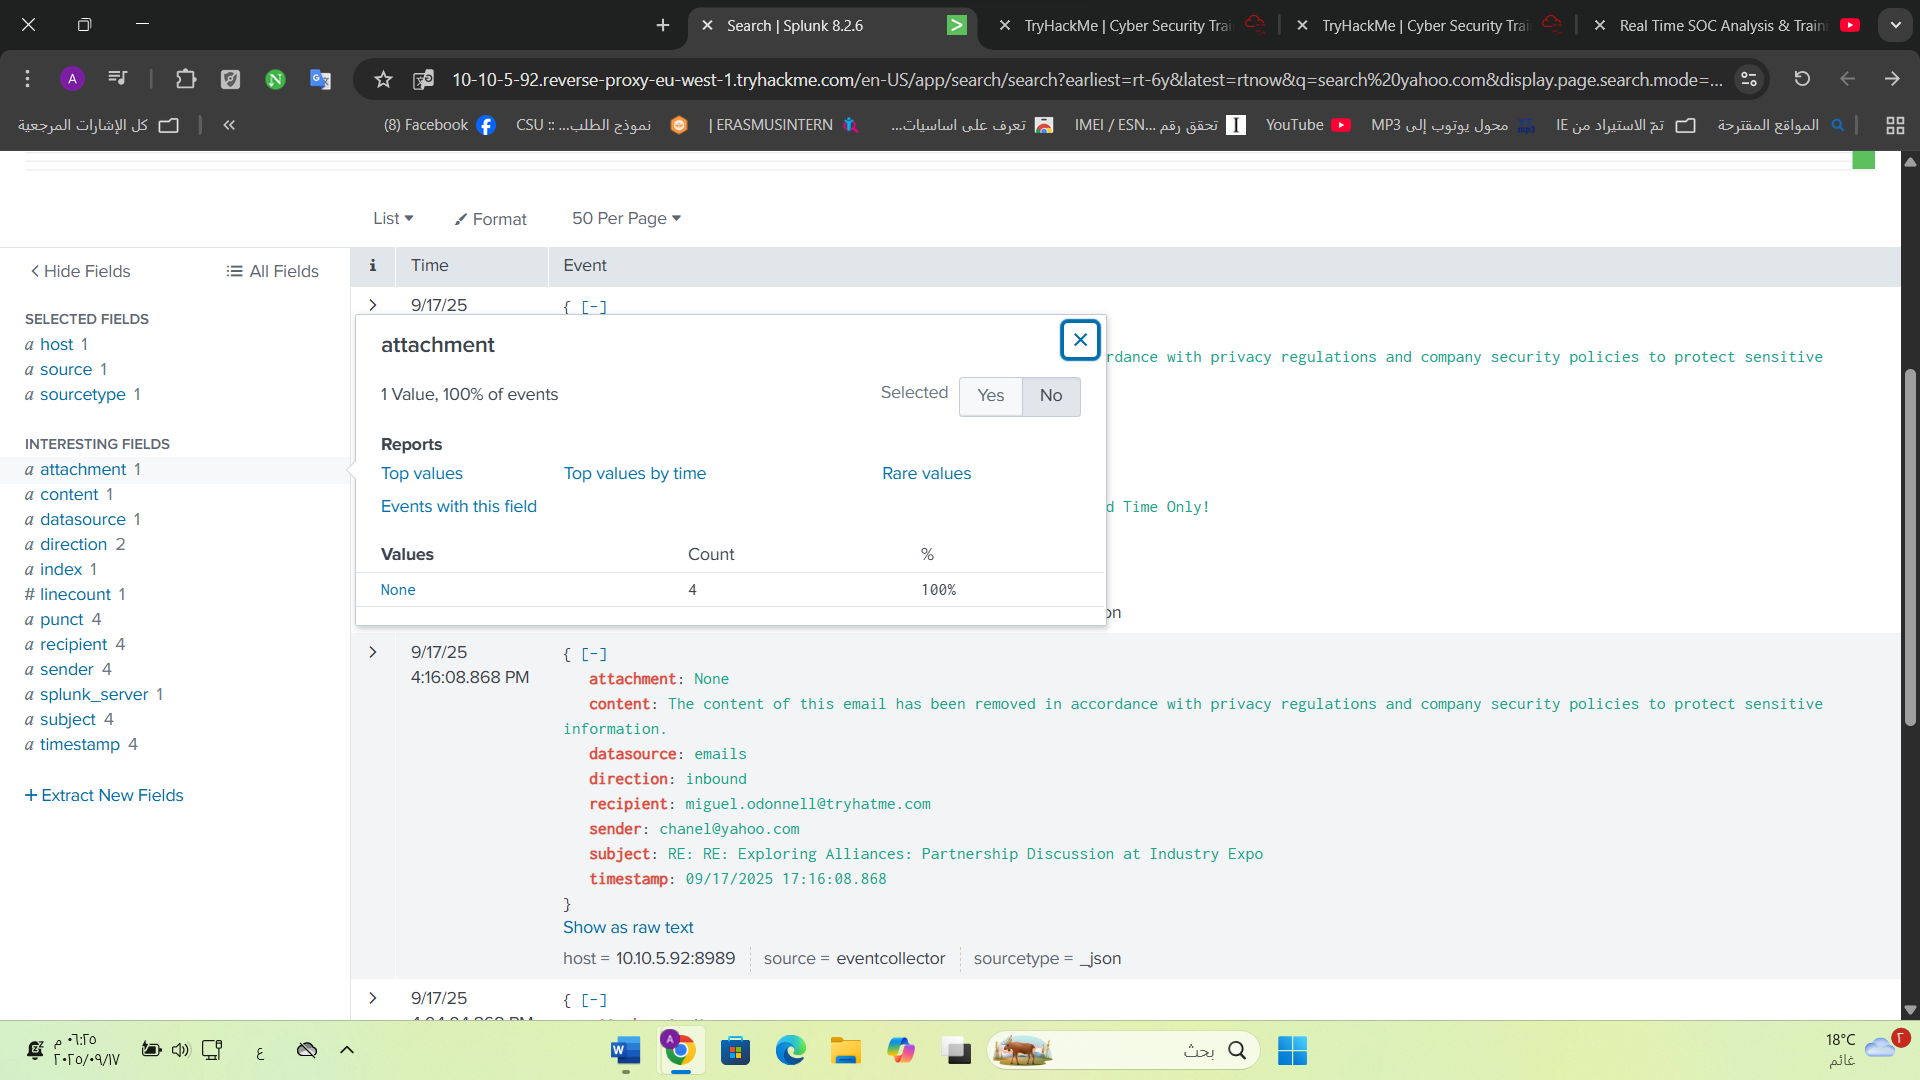 Search | Splunk 8.2.6
TryHackMe | Cyber Security Trai
TryHackMe | Cyber Security Trai
Real Time SOC Analysis & Traini
A
10-10-5-92.reverse-proxy-eu-west-1.tryhackme.com/en-US/app/search/search?earliest=rt-6y&latest=rtnow&q=search%20yahoo.com&display.page.search.mode=...
كل الإشارات المرجعية
«
(8) Facebook
CSU :: ...نموذج الطلب
| ERASMUSINTERN
...تعرف على اساسيات
IMEI / ESN... تحقق رقم
YouTube
محول يوتوب إلى MP3
تمّ الاستيراد من IE
المواقع المقترحة
List
Format
50 Per Page
Hide Fields
All Fields
i
Time
Event
SELECTED FIELDS
a host 1
a source 1
a sourcetype 1
INTERESTING FIELDS
a attachment 1
a content 1
a datasource 1
a direction 2
a index 1
# linecount 1
a punct 4
a recipient 4
a sender 4
a splunk_server 1
a subject 4
a timestamp 4
+ Extract New Fields
9/17/25
{ [-]
rdance with privacy regulations and company security policies to protect sensitive
d Time Only!
on
attachment
1 Value, 100% of events
Selected
Yes
No
Reports
Top values
Top values by time
Rare values
Events with this field
Values
Count
%
None
4
100%
9/17/25
4:16:08.868 PM
{ [-]
attachment: None
content: The content of this email has been removed in accordance with privacy regulations and company security policies to protect sensitive
information.
datasource: emails
direction: inbound
recipient: miguel.odonnell@tryhatme.com
sender: chanel@yahoo.com
subject: RE: RE: Exploring Alliances: Partnership Discussion at Industry Expo
timestamp: 09/17/2025 17:16:08.868
}
Show as raw text
host = 10.10.5.92:8989
source = eventcollector
sourcetype = _json
9/17/25
{ [-]
٠٦:٢٥ م
٢٠٢٥/٠٩/١٧
ع
بحث
18°C
غائم
٢